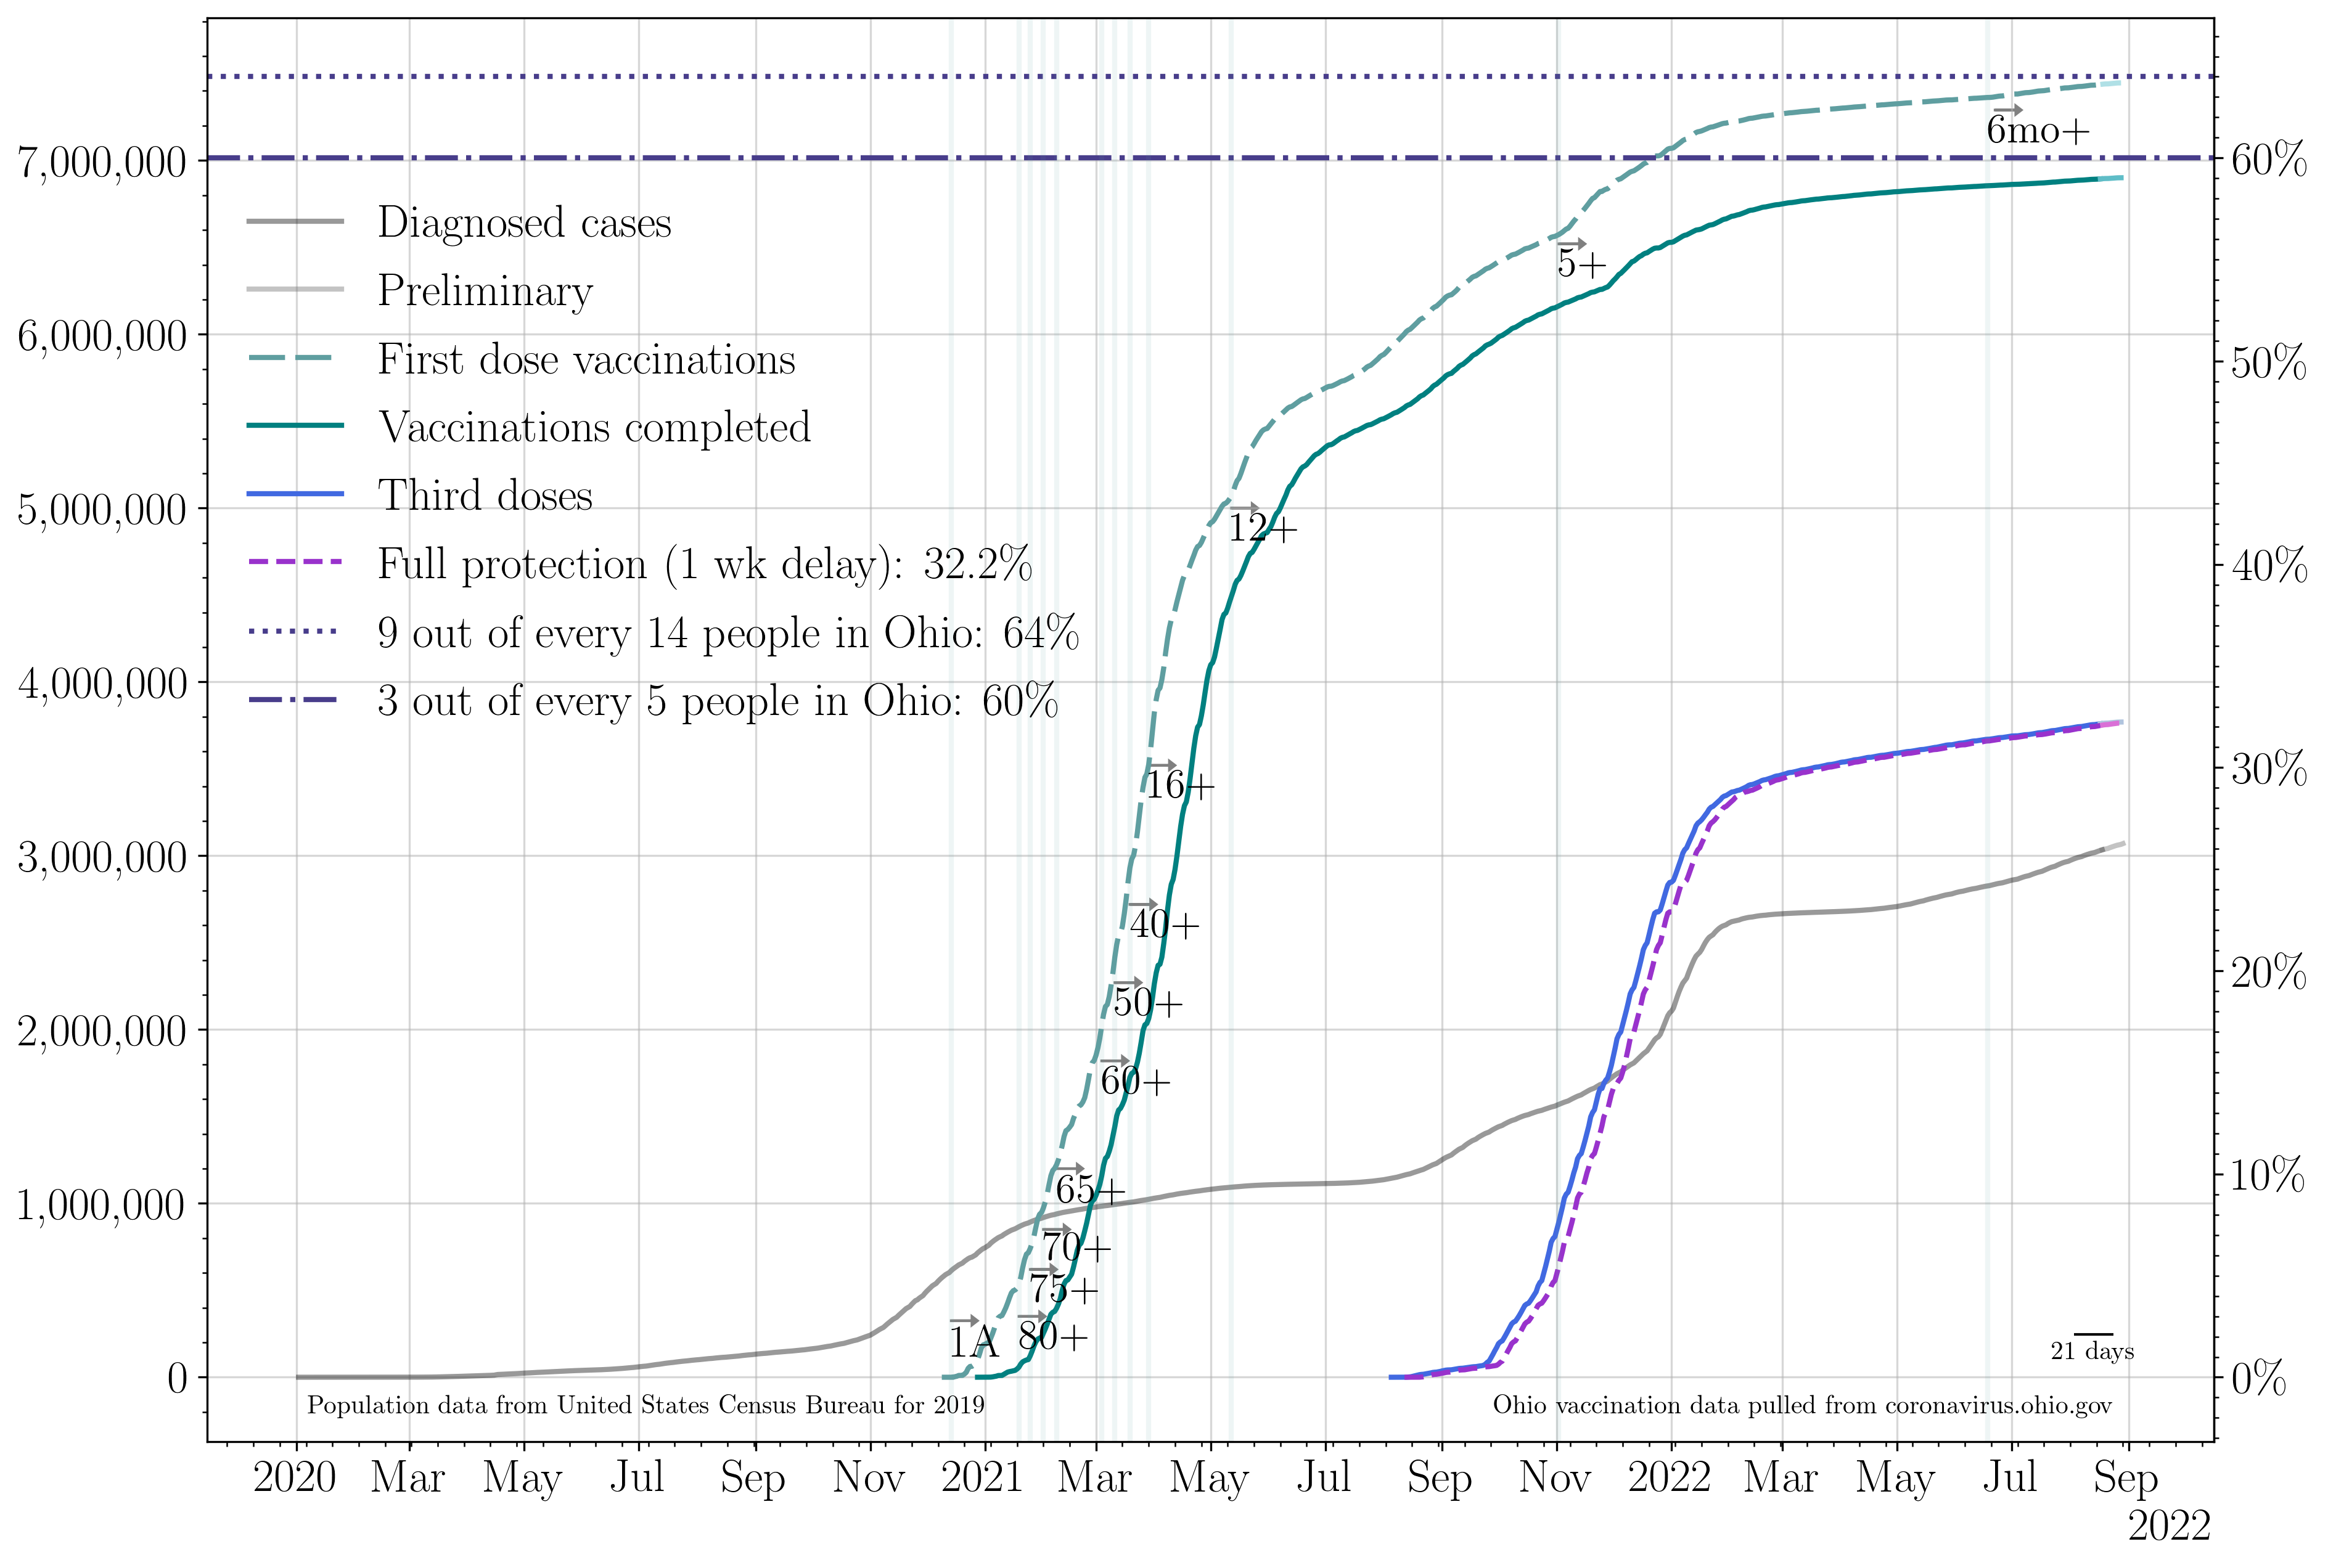 7,000,000
6,000,000
5,000,000
4,000,000
3,000,000
2,000,000
1,000,000
0
Diagnosed cases
Preliminary
First dose vaccinations
Vaccinations completed
Third doses
Full protection (1 wk delay): 32.2%
9 out of every 14 people in Ohio: 64%
3 out of every 5 people in Ohio: 60%
6mo+
5+
12+
16+
40+
50+
60+
65+
70+
75+
80+
1A
21 days
60%
50%
40%
30%
20%
10%
0%
Population data from United States Census Bureau for 2019
Ohio vaccination data pulled from coronavirus.ohio.gov
2020 Mar May Jul Sep Nov 2021 Mar May Jul Sep Nov 2022 Mar May Jul Sep
2022